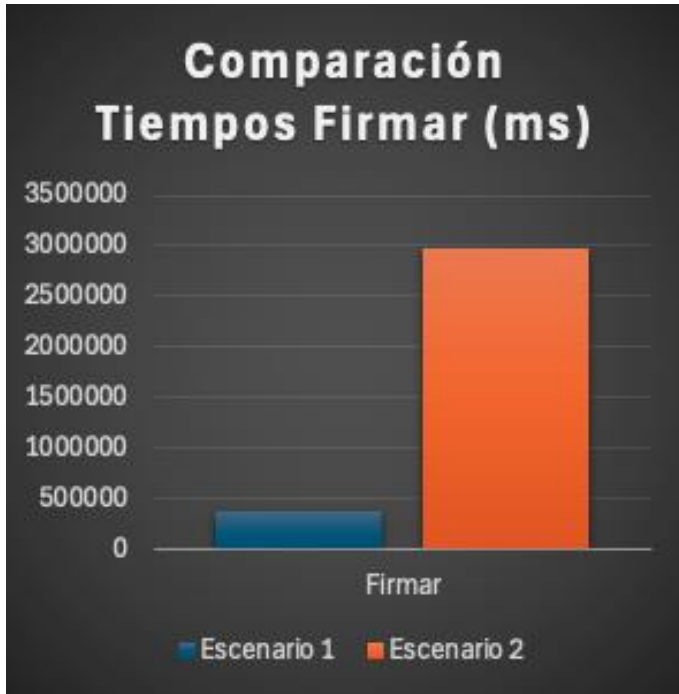 Comparación
Tiempos Firmar (ms)
3500000
3000000
2500000
2000000
1500000
1000000
500000
0
Firmar
Escenario 1 Escenario 2